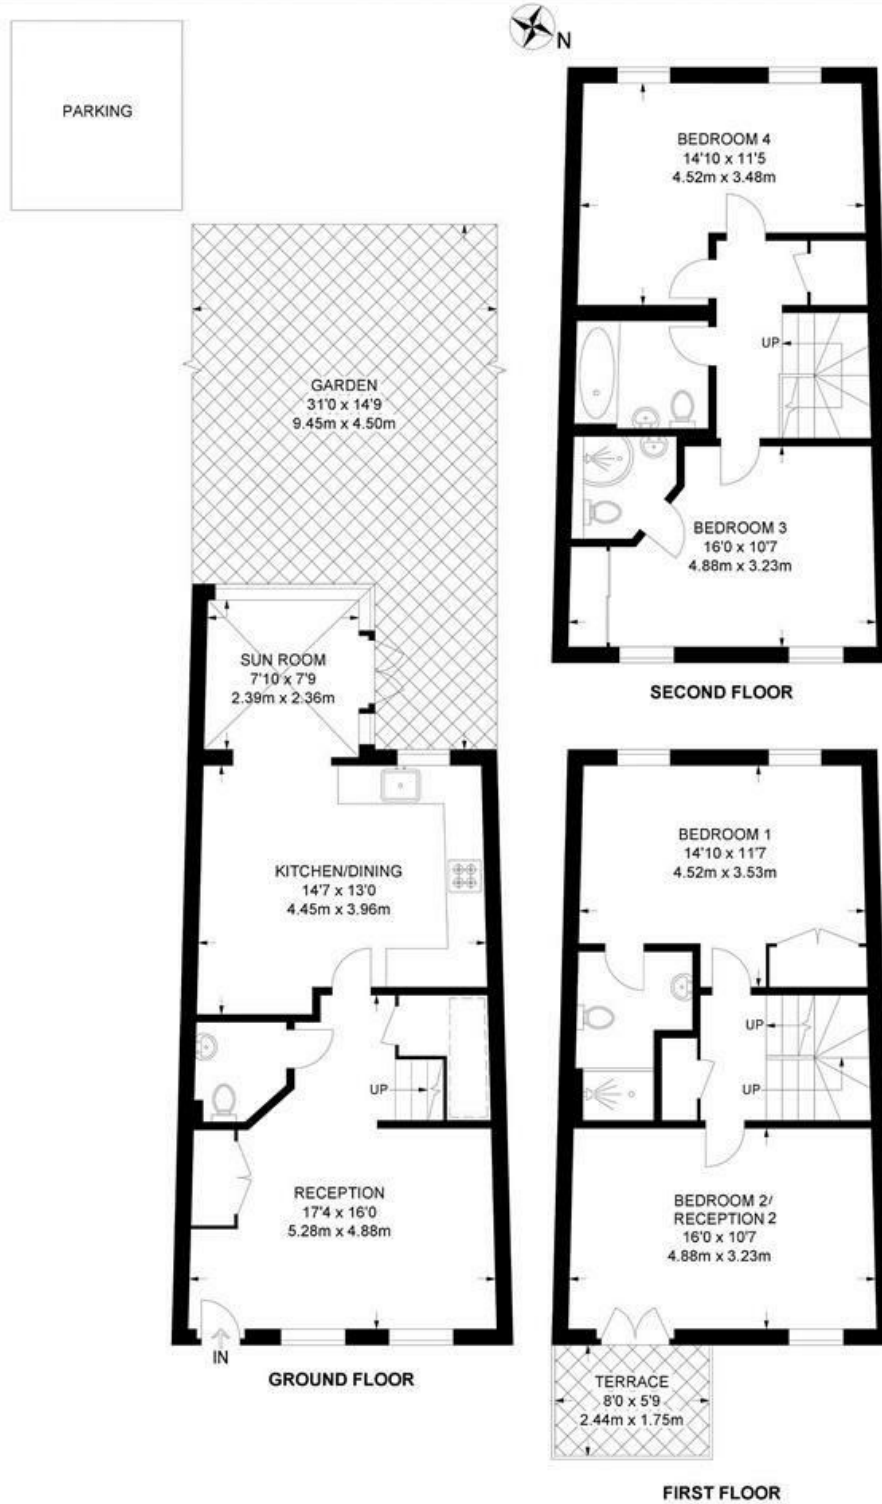 PARKING
N
BEDROOM 4
14'10 x 11'5
4.52m x 3.48m
UP
BEDROOM 3
16'0 x 10'7
4.88m x 3.23m
SECOND FLOOR
GARDEN
31'0 x 14'9
9.45m x 4.50m
SUN ROOM
7'10 x 7'9
2.39m x 2.36m
KITCHEN/DINING
14'7 x 13'0
4.45m x 3.96m
UP
RECEPTION
17'4 x 16'0
5.28m x 4.88m
IN
GROUND FLOOR
BEDROOM 1
14'10 x 11'7
4.52m x 3.53m
UP
UP
BEDROOM 2/
RECEPTION 2
16'0 x 10'7
4.88m x 3.23m
TERRACE
8'0 x 5'9
2.44m x 1.75m
FIRST FLOOR